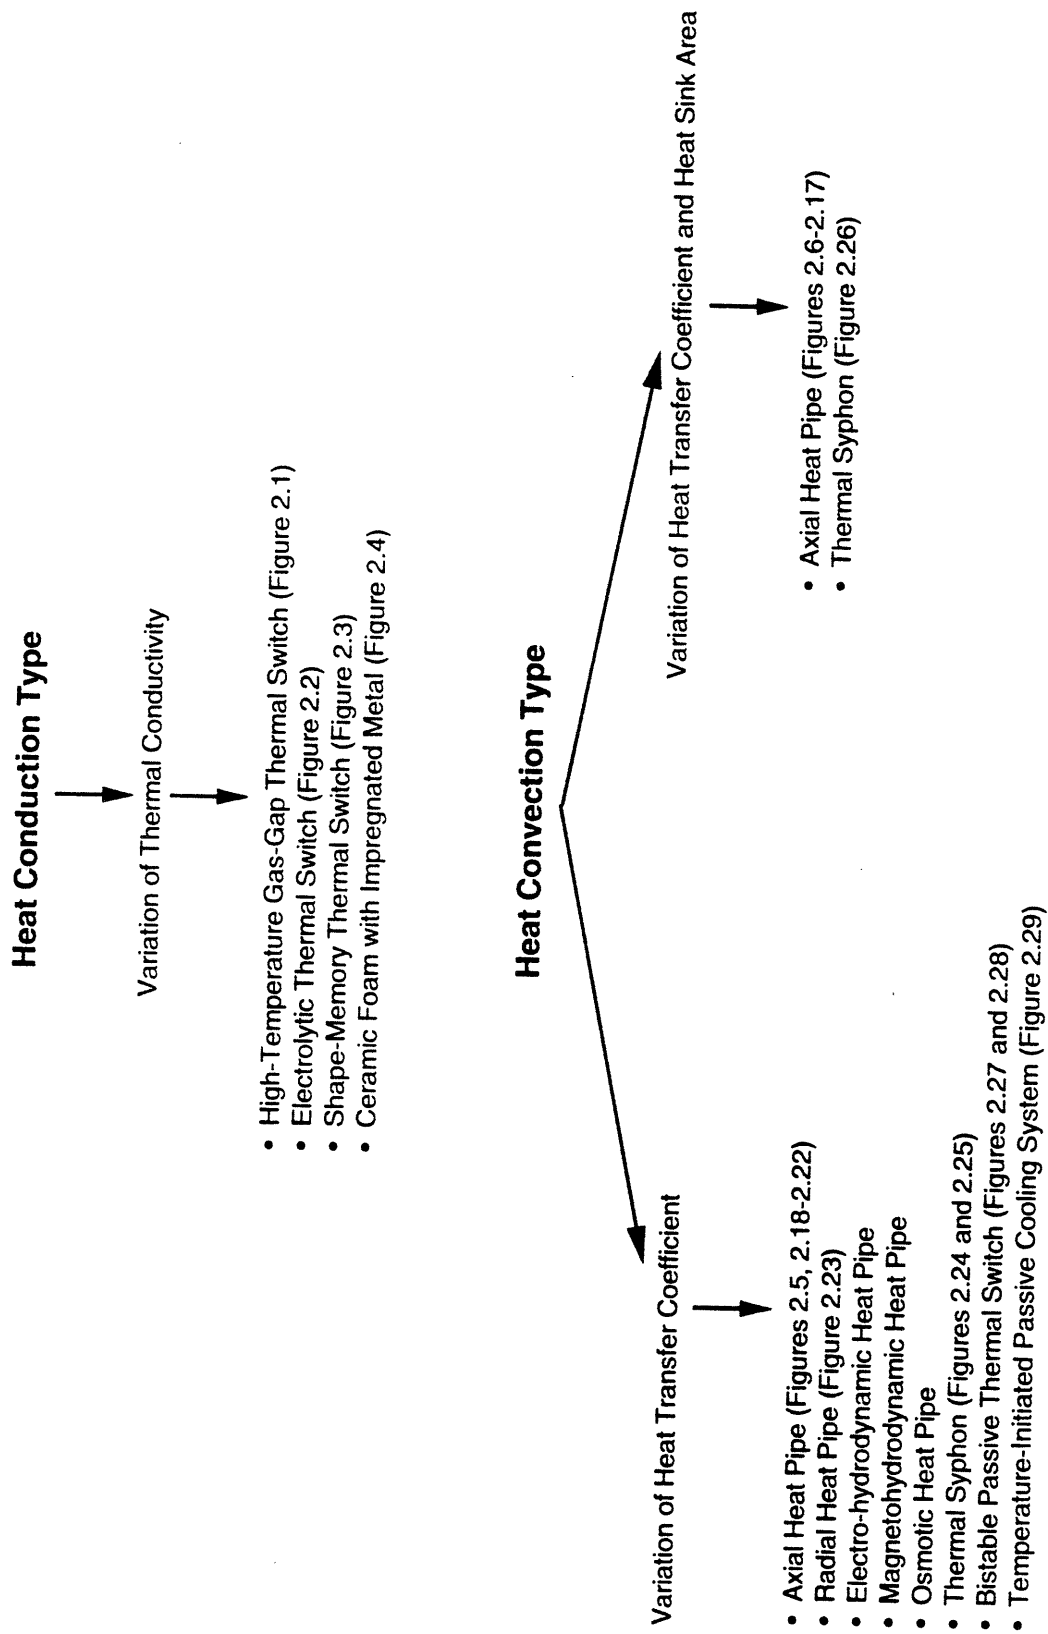 Heat Conduction Type
Variation of Thermal Conductivity
• High-Temperature Gas-Gap Thermal Switch (Figure 2.1)
• Electrolytic Thermal Switch (Figure 2.2)
• Shape-Memory Thermal Switch (Figure 2.3)
• Ceramic Foam with Impregnated Metal (Figure 2.4)
Heat Convection Type
Variation of Heat Transfer Coefficient
• Axial Heat Pipe (Figures 2.5, 2.18-2.22)
• Radial Heat Pipe (Figure 2.23)
• Electro-hydrodynamic Heat Pipe
• Magnetohydrodynamic Heat Pipe
• Osmotic Heat Pipe
• Thermal Syphon (Figures 2.24 and 2.25)
• Bistable Passive Thermal Switch (Figures 2.27 and 2.28)
• Temperature-Initiated Passive Cooling System (Figure 2.29)
Variation of Heat Transfer Coefficient and Heat Sink Area
• Axial Heat Pipe (Figures 2.6-2.17)
• Thermal Syphon (Figure 2.26)